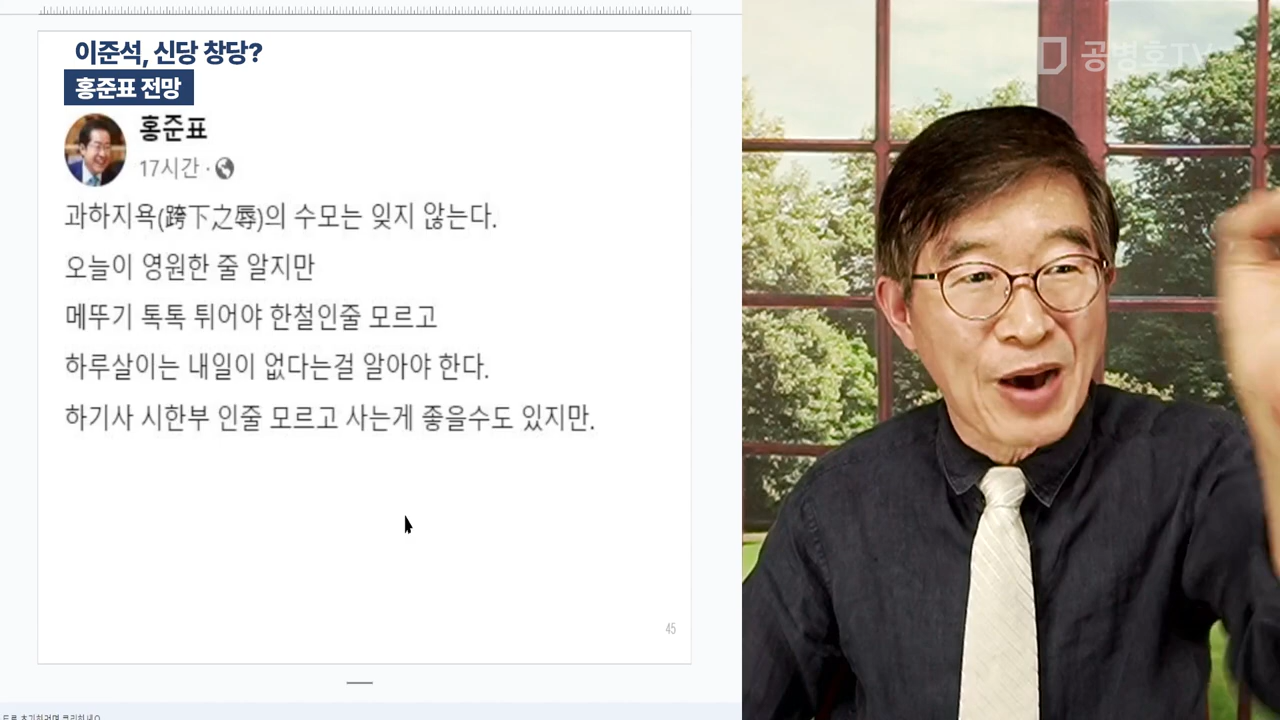 이준석, 신당 창당?
홍준표 전망
홍준표
17시간 ·
과하지욕(跨下之辱)의 수모는 잊지 않는다.
오늘이 영원한 줄 알지만
메뚜기 톡톡 튀어야 한철인줄 모르고
하루살이는 내일이 없다는걸 알아야 한다.
하기사 시한부 인줄 모르고 사는게 좋을수도 있지만.
45
공병호TV